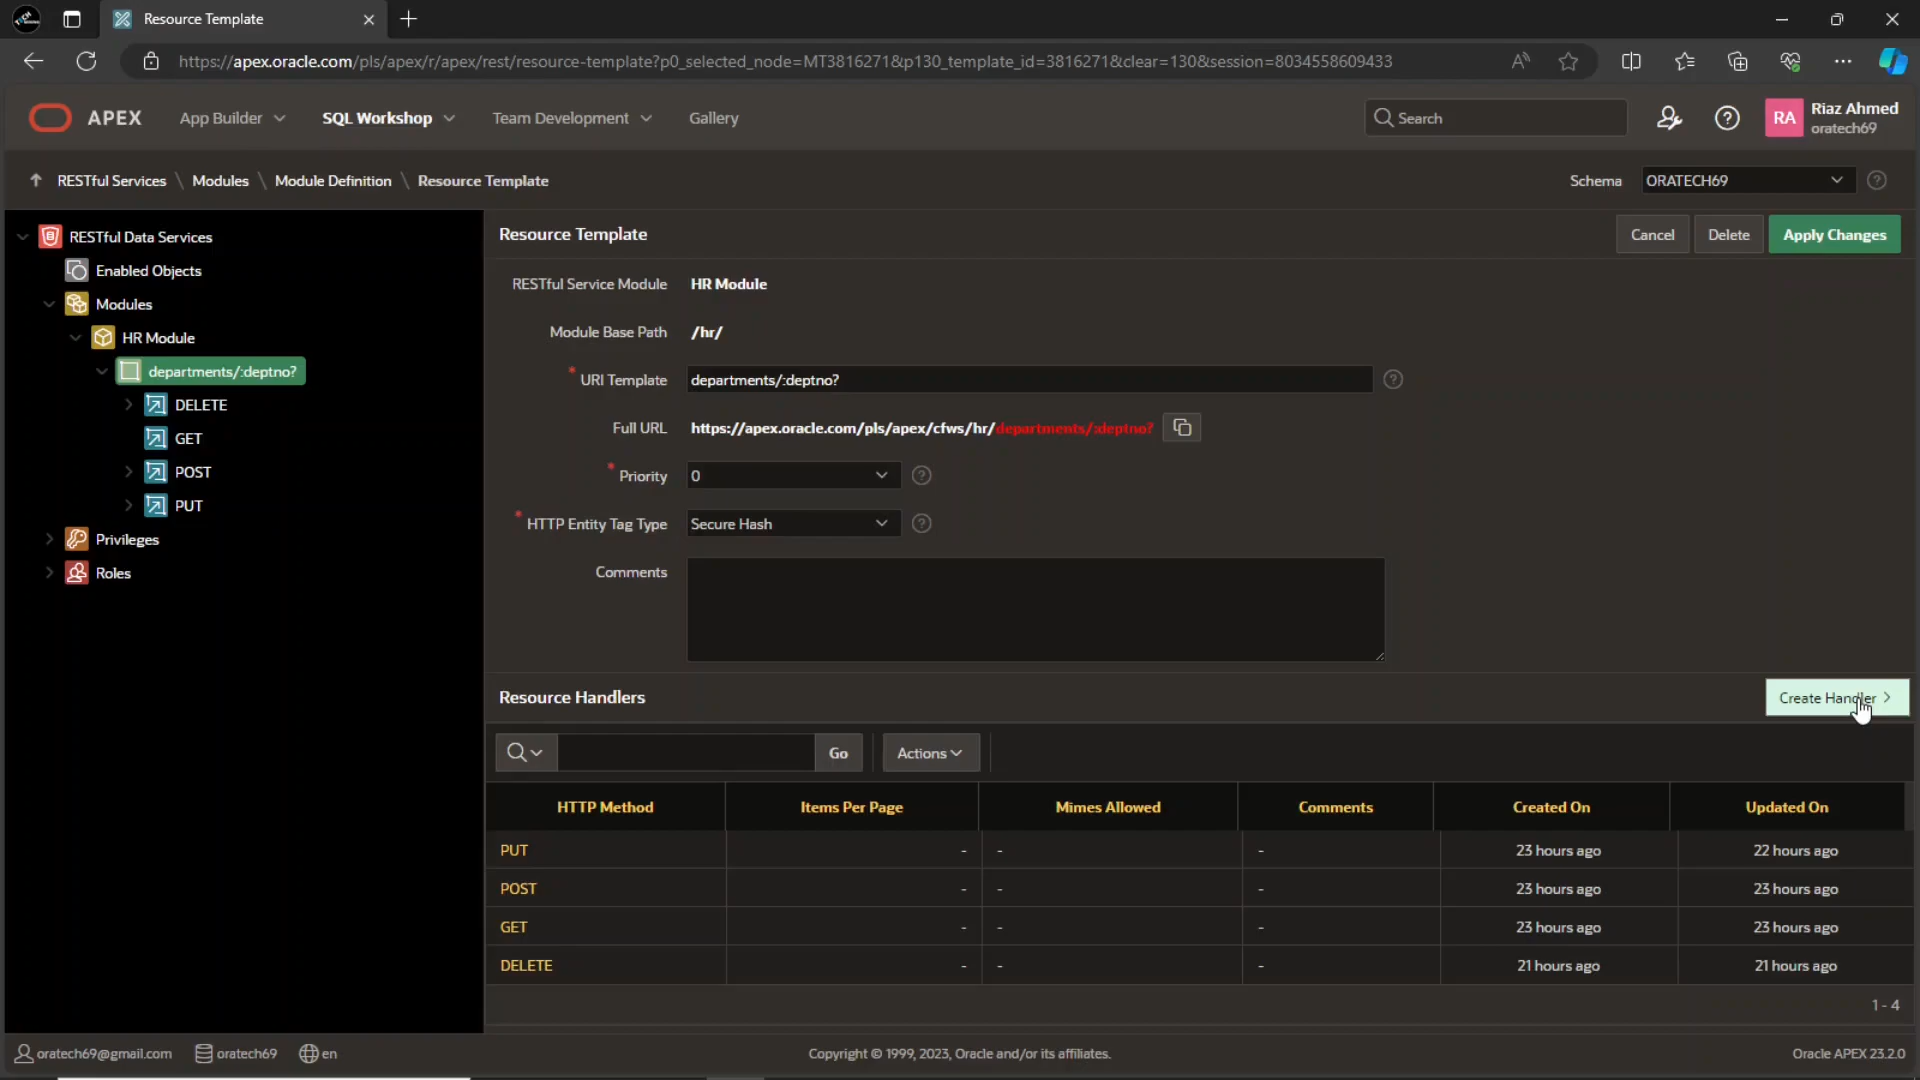 Resource Template
https://apex.oracle.com/pls/apex/r/apex/rest/resource-template?p0_selected_node=MT3816271&p130_template_id=3816271&clear=130&session=8034558609433
APEX App Builder SQL Workshop Team Development Gallery Search RA Riaz Ahmed
oratech69
RESTful Services \ Modules \ Module Definition \ Resource Template Schema ORATECH69
RESTful Data Services
Enabled Objects
Modules
HR Module
departments/:deptno?
DELETE
GET
POST
PUT
Privileges
Roles
Resource Template Cancel Delete Apply Changes
RESTful Service Module HR Module
Module Base Path /hr/
* URI Template departments/:deptno?
Full URL https://apex.oracle.com/pls/apex/cfws/hr/departments/:deptno?
* Priority 0
* HTTP Entity Tag Type Secure Hash
Comments
Resource Handlers Create Handler >
Go Actions
HTTP Method Items Per Page Mimes Allowed Comments Created On Updated On
PUT - - - 23 hours ago 22 hours ago
POST - - - 23 hours ago 23 hours ago
GET - - - 23 hours ago 23 hours ago
DELETE - - - 21 hours ago 21 hours ago
1 - 4
oratech69@gmail.com oratech69 en Copyright © 1999, 2023, Oracle and/or its affiliates. Oracle APEX 23.2.0